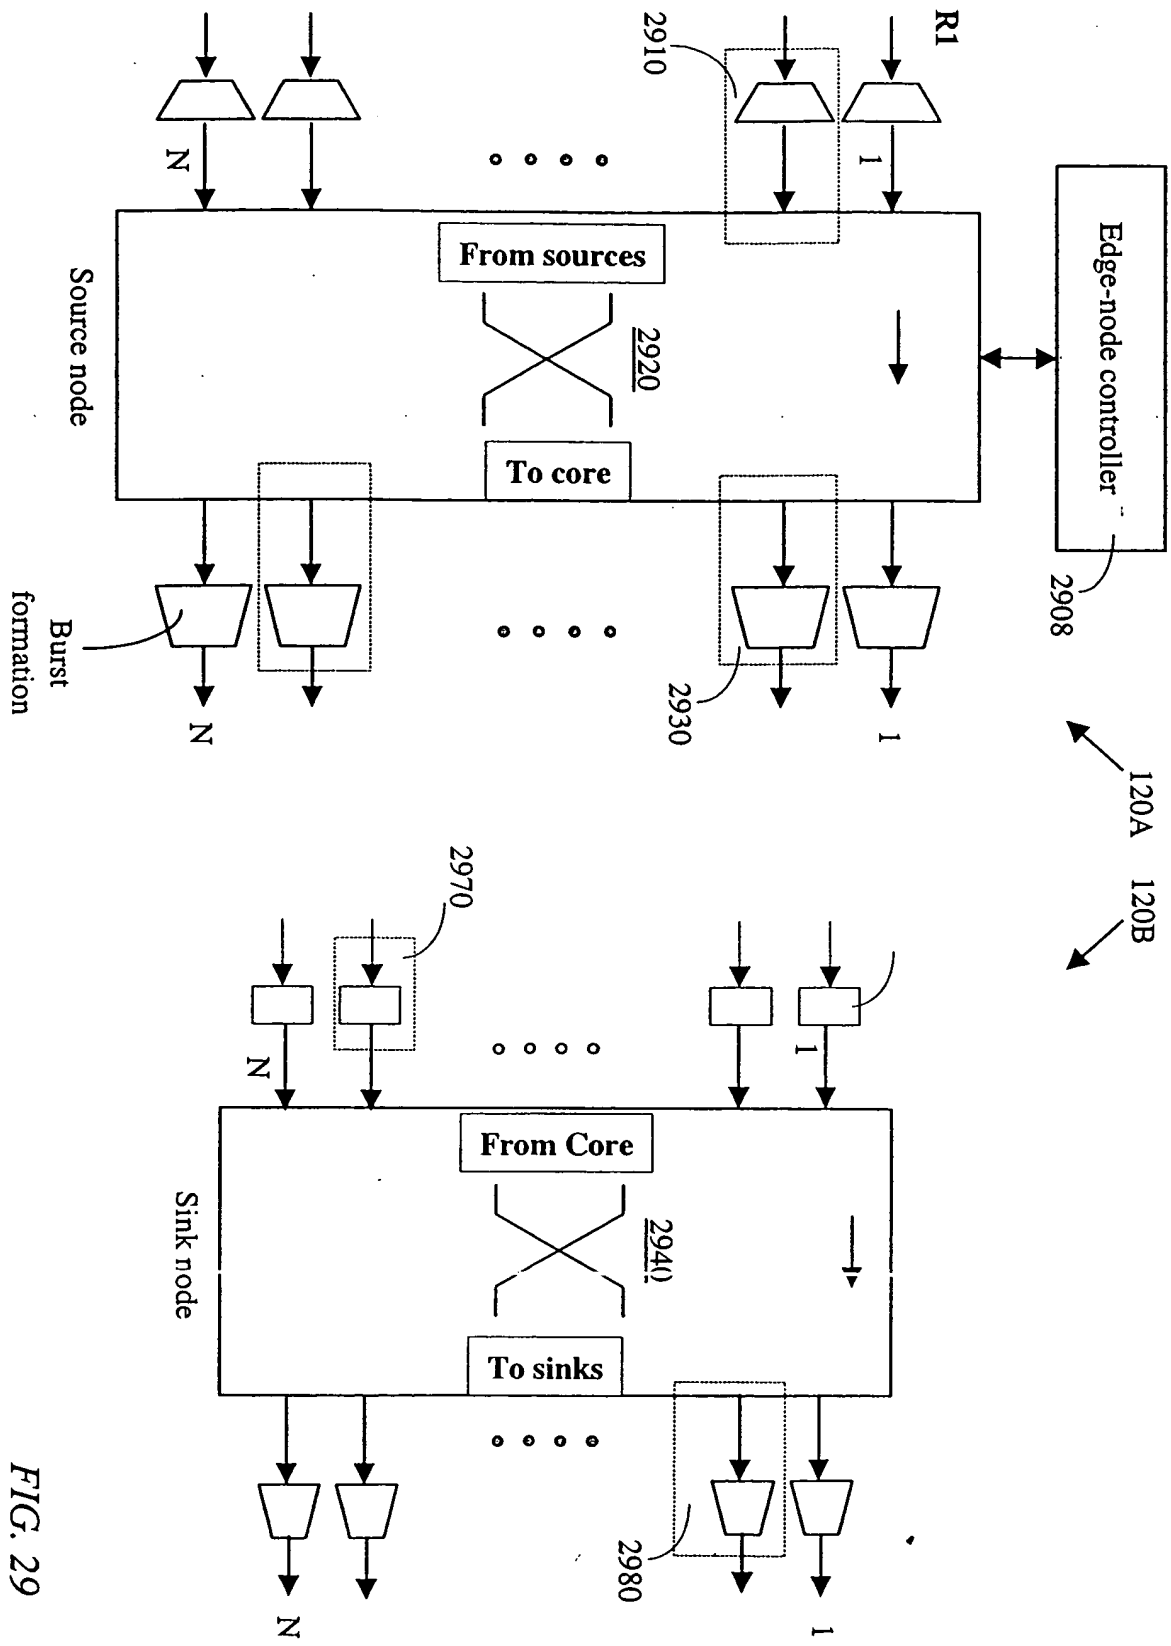 Edge-node controller
2908
120A
120B
R1
1
2910
N
From sources
2920
To core
Source node
1
2930
N
Burst
formation
1
2970
N
From Core
2940
To sinks
Sink node
1
2980
N
FIG. 29